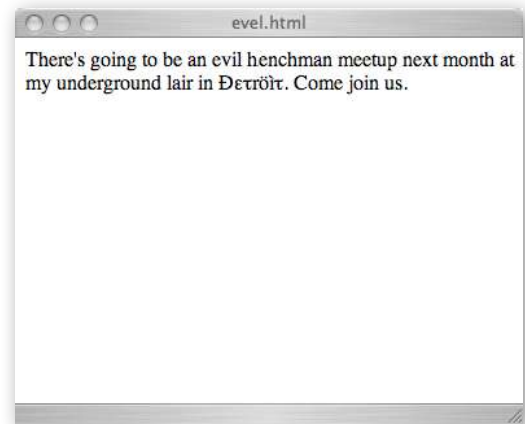 evel.html
There's going to be an evil henchman meetup next month at
my underground lair in Ðετröìτ. Come join us.